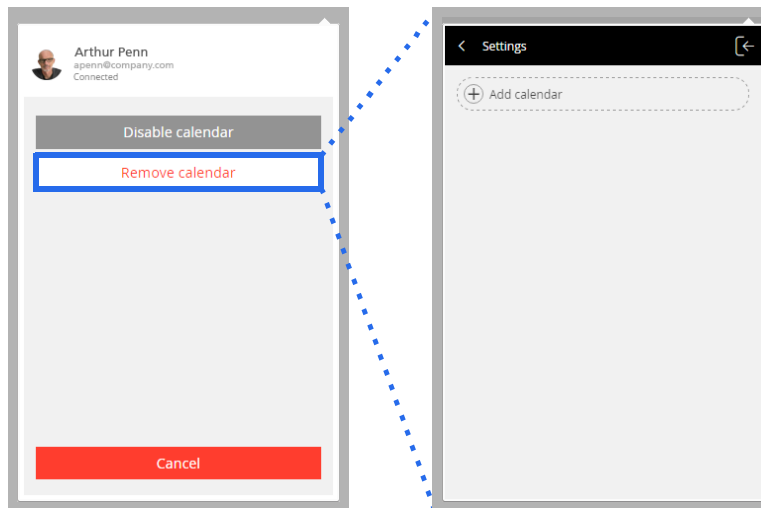 Arthur Penn
apenn@company.com
Connected
Disable calendar
Remove calendar
Cancel
Settings
Add calendar